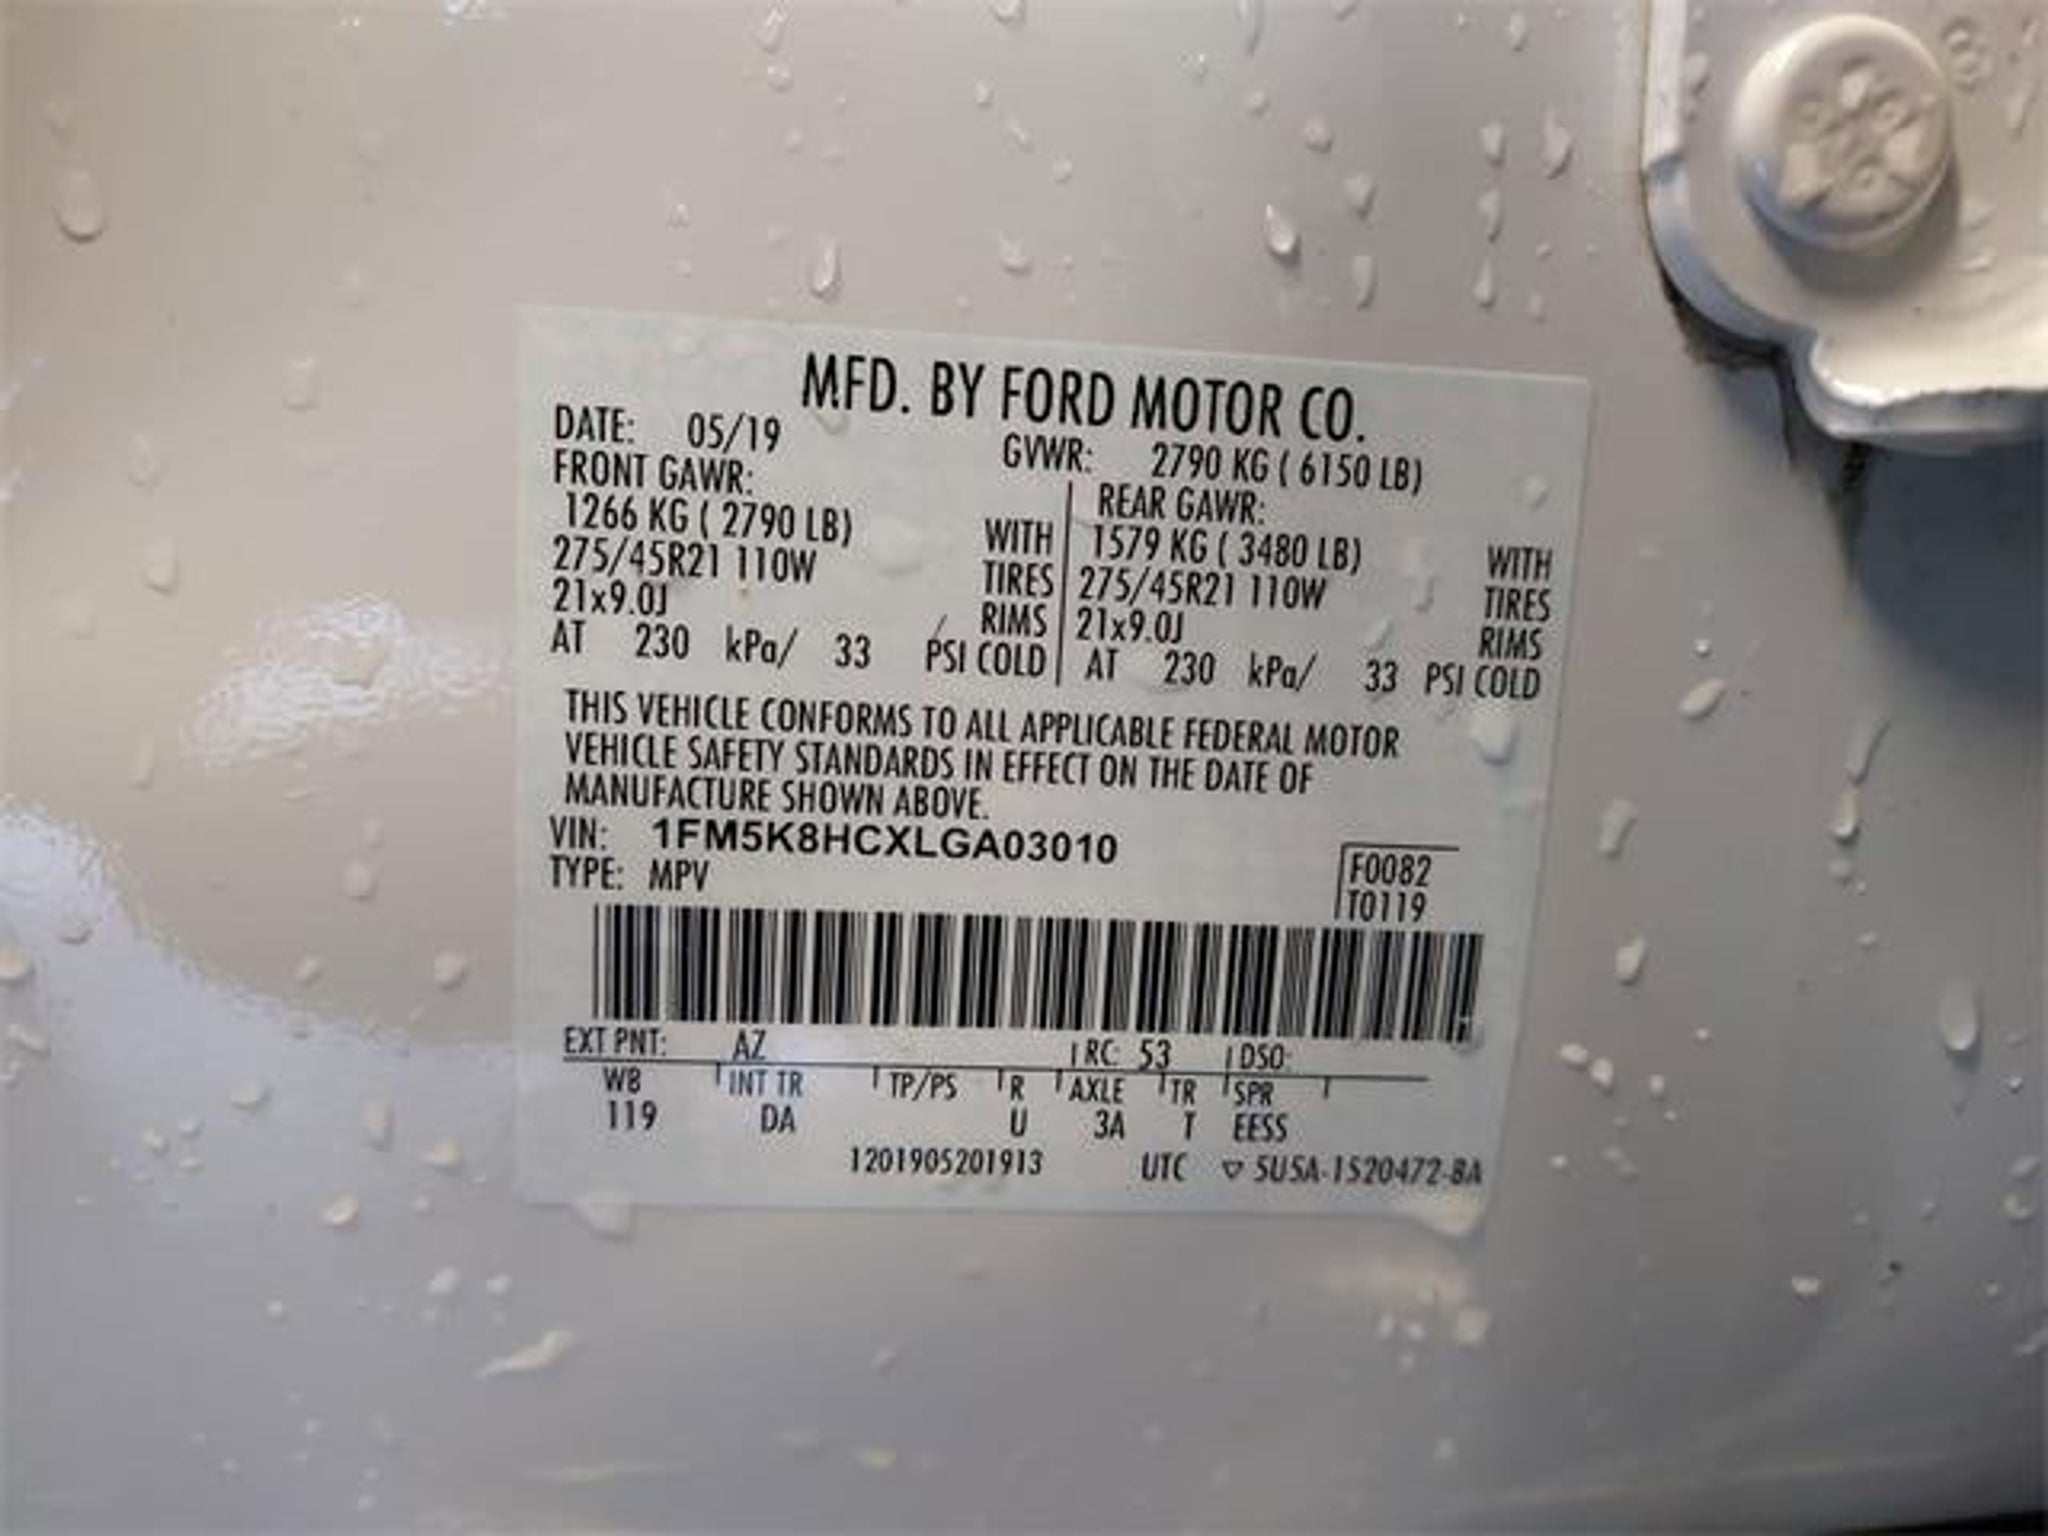 MFD. BY FORD MOTOR CO.
DATE: 05/19 GVWR: 2790 KG ( 6150 LB)
FRONT GAWR: REAR GAWR:
1266 KG ( 2790 LB) WITH 1579 KG ( 3480 LB) WITH
275/45R21 110W TIRES 275/45R21 110W TIRES
21x9.0J RIMS 21x9.0J RIMS
AT 230 kPa/ 33 PSI COLD AT 230 kPa/ 33 PSI COLD
THIS VEHICLE CONFORMS TO ALL APPLICABLE FEDERAL MOTOR
VEHICLE SAFETY STANDARDS IN EFFECT ON THE DATE OF
MANUFACTURE SHOWN ABOVE.
VIN: 1FM5K8HCXLGA03010
TYPE: MPV
F0082
T0119
EXT PNT: AZ RC: 53 DSO:
WB INT TR TP/PS R AXLE TR SPR
119 DA U 3A T EESS
1201905201913 UTC ▽ 5U5A-1520472-BA